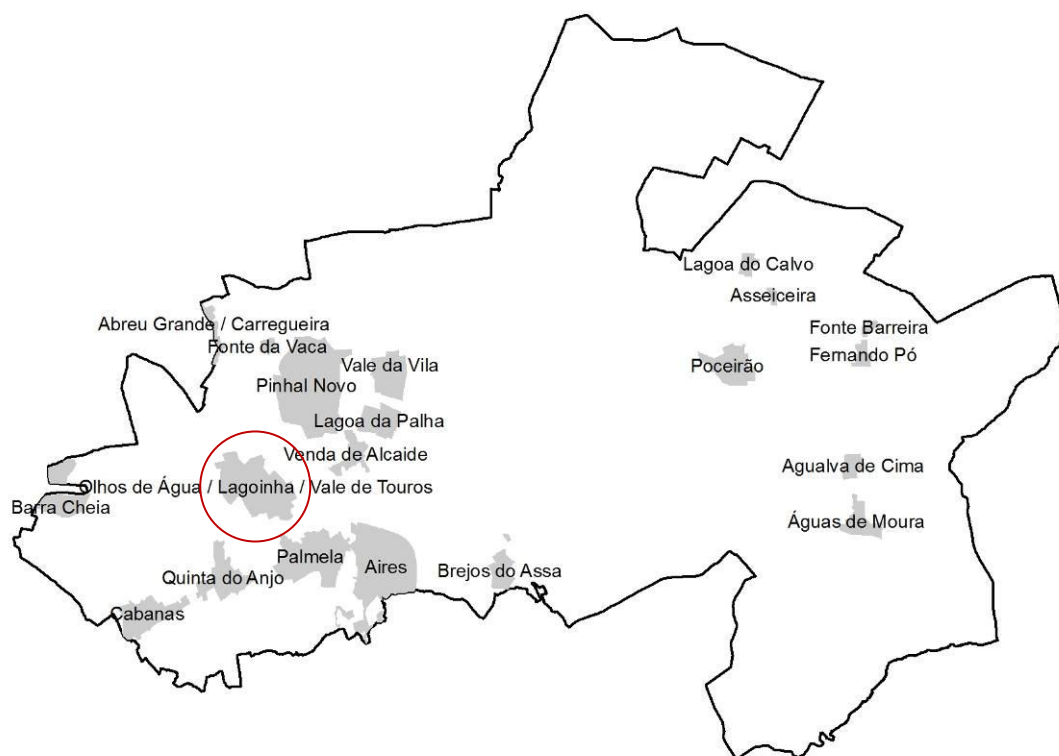 Lagoa do Calvo
Asseiceira
Abreu Grande / Carregueira
Fonte Barreira
Fonte da Vaca
Fernando Pó
Vale da Vila
Poceirão
Pinhal Novo
Lagoa da Palha
Venda de Alcaide
Agualva de Cima
Olhos de Água / Lagoinha / Vale de Touros
Barra Cheia
Águas de Moura
Palmela
Aires
Brejos do Assa
Quinta do Anjo
Cabanas